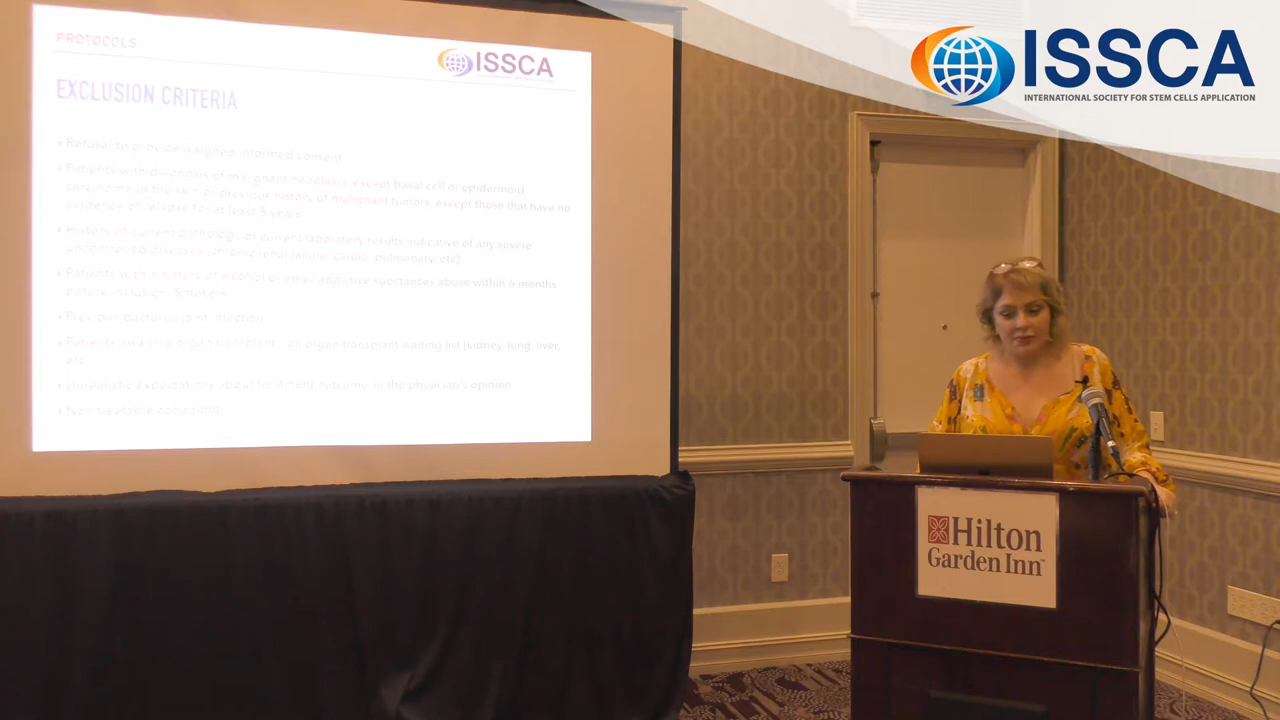 PROTOCOLS
ISSCA
EXCLUSION CRITERIA
Refusal to provide a signed informed consent
Patients with diagnosis of malignant neoplasia, except basal cell or epidermoid
carcinoma of the skin or previous history of malignant tumors, except those that have no
evidence of relapse for at least 5 years
History of current pathology or current laboratory results indicative of any severe
uncontrolled diseases (chronic renal failure, cardio, pulmonary, etc)
Patients with a history of alcohol or other addictive substances abuse within 6 months
before inclusion. Smokers
Previous bacterial joint infection
Patients awaiting organ transplant / on organ transplant waiting list (kidney, lung, liver,
etc
Unrealistic expectations about treatment outcome, in the physician's opinion
Non treatable conditions
ISSCA
INTERNATIONAL SOCIETY FOR STEM CELLS APPLICATION
Hilton
Garden Inn™